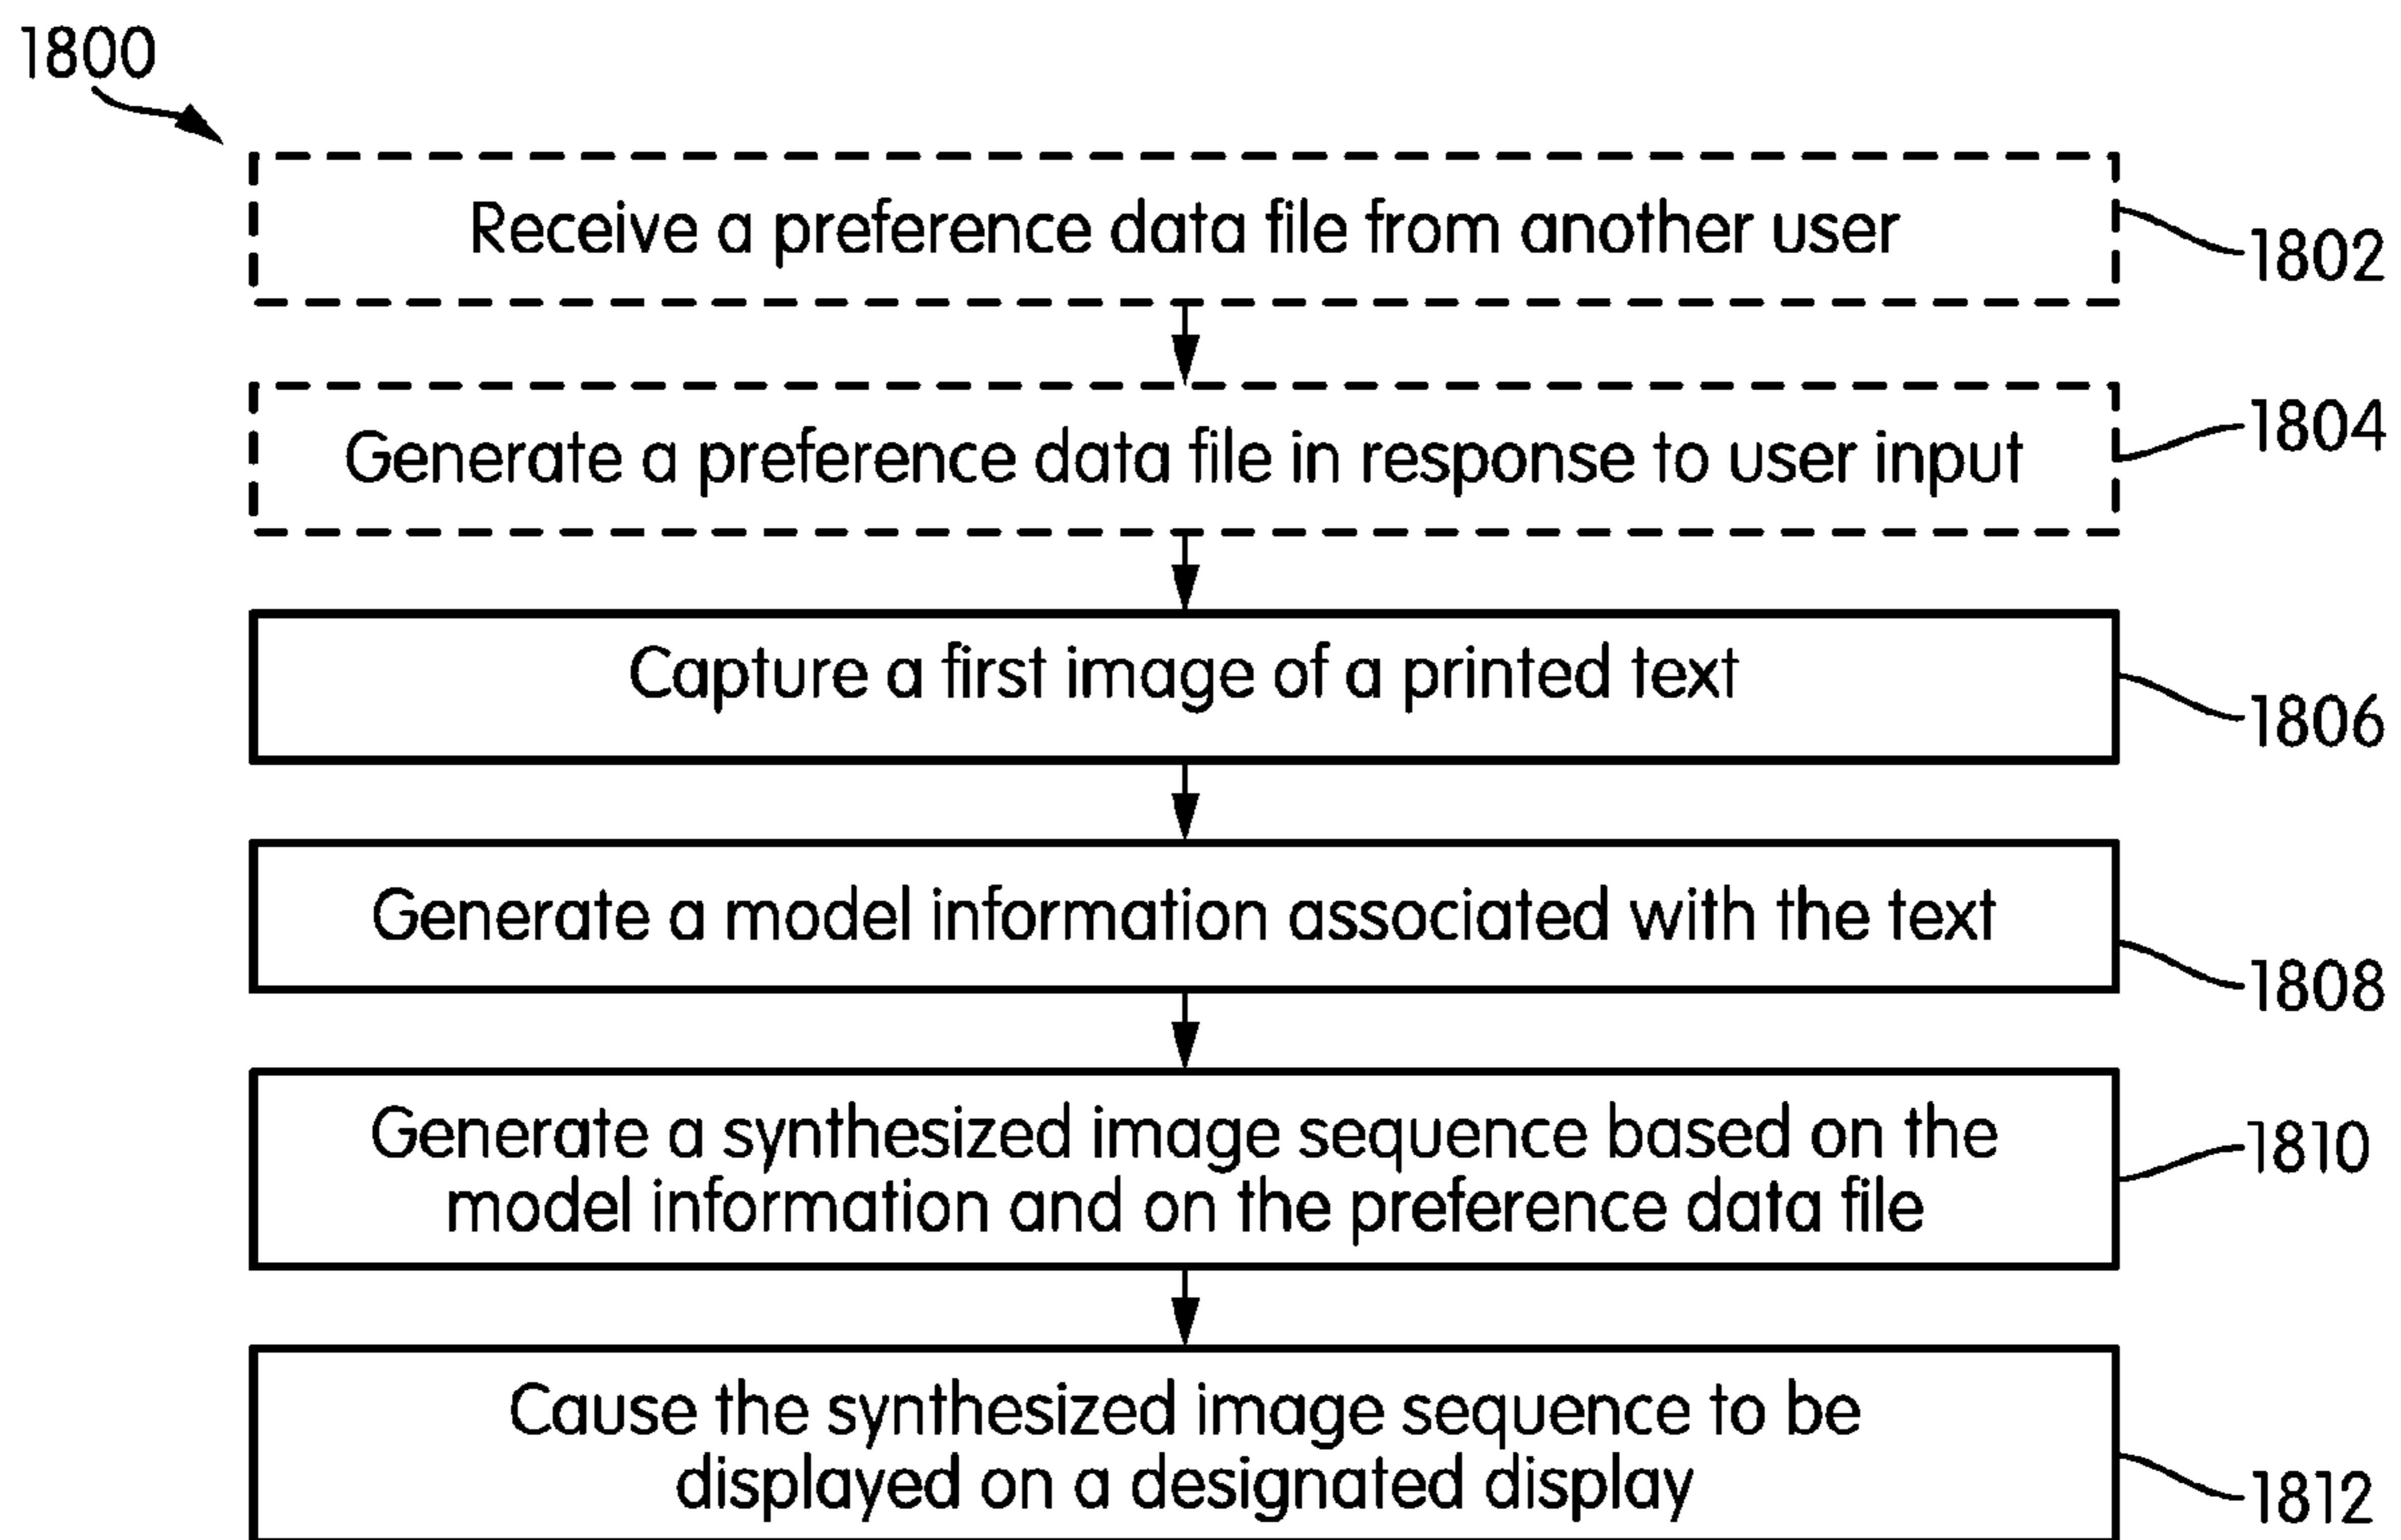 1800
Receive a preference data file from another user
1802
Generate a preference data file in response to user input
1804
Capture a first image of a printed text
1806
Generate a model information associated with the text
1808
Generate a synthesized image sequence based on the
model information and on the preference data file
1810
Cause the synthesized image sequence to be
displayed on a designated display
1812